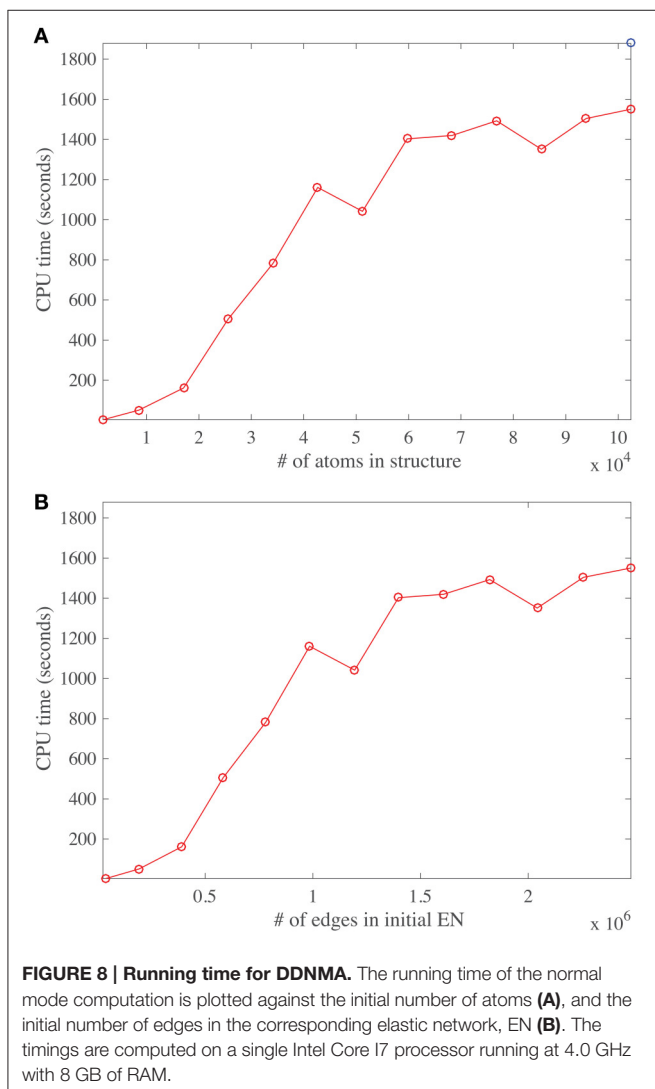 A
1800
1600
1400
1200
1000
800
600
400
200
CPU time (seconds)
1 2 3 4 5 6 7 8 9 10
# of atoms in structure
x 10^4
B
1800
1600
1400
1200
1000
800
600
400
200
CPU time (seconds)
0.5 1 1.5 2
# of edges in initial EN
x 10^6
FIGURE 8 | Running time for DDNMA. The running time of the normal
mode computation is plotted against the initial number of atoms (A), and the
initial number of edges in the corresponding elastic network, EN (B). The
timings are computed on a single Intel Core I7 processor running at 4.0 GHz
with 8 GB of RAM.